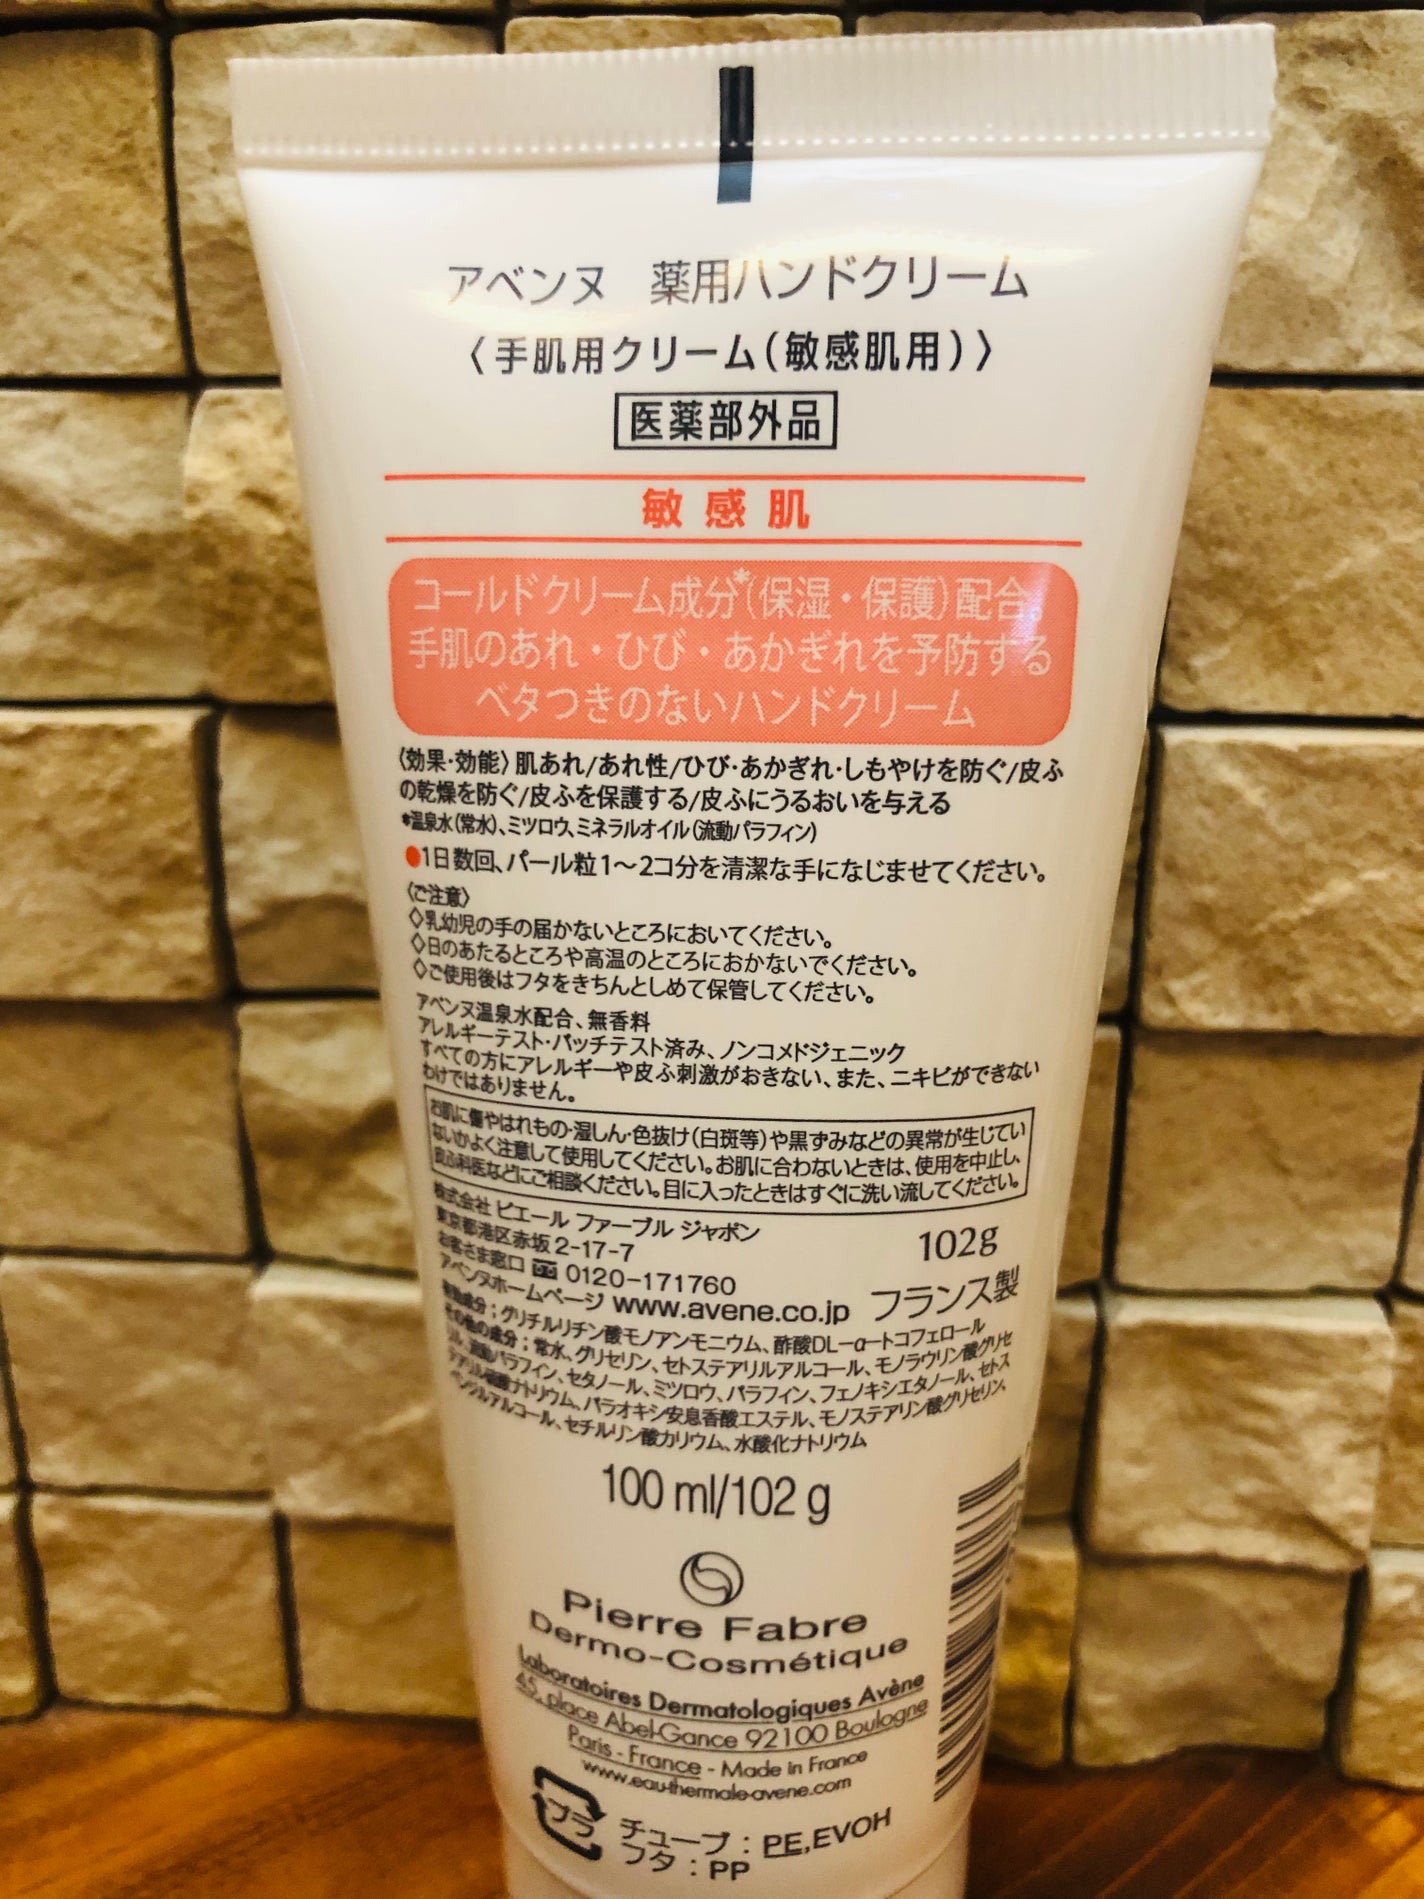 アベンヌ 薬用ハンドクリーム
〈手肌用クリーム(敏感肌用)〉
医薬部外品
敏感肌
コールドクリーム成分*(保湿・保護)配合
手肌のあれ・ひび・あかぎれを予防する
ベタつきのないハンドクリーム
〈効果・効能〉肌あれ/あれ性/ひび・あかぎれ・しもやけを防ぐ/皮ふ
の乾燥を防ぐ/皮ふを保護する/皮ふにうるおいを与える
*温泉水(常水)、ミツロウ、ミネラルオイル(流動パラフィン)
●1日数回、パール粒1〜2コ分を清潔な手になじませてください。
〈ご注意〉
◇乳幼児の手の届かないところにおいてください。
◇日のあたるところや高温のところにおかないでください。
◇ご使用後はフタをきちんとしめて保管してください。
アベンヌ温泉水配合、無香料
アレルギーテスト・パッチテスト済み、ノンコメドジェニック
すべての方にアレルギーや皮ふ刺激がおきない、また、ニキビができない
わけではありません。
お肌に傷やはれもの・湿しん・色抜け(白斑等)や黒ずみなどの異常が生じてい
ないかよく注意して使用してください。お肌に合わないときは、使用を中止し、
皮ふ科医などにご相談ください。目に入ったときはすぐに洗い流してください。
株式会社 ピエール ファーブル ジャポン
東京都港区赤坂 2-17-7
お客さま窓口 0120-171760
アベンヌホームページ www.avene.co.jp
102g
フランス製
有効成分:グリチルリチン酸モノアンモニウム、酢酸DL-α-トコフェロール
その他の成分:常水、グリセリン、セトステアリルアルコール、モノラウリン酸グリセ
リル、流動パラフィン、セタノール、ミツロウ、パラフィン、フェノキシエタノール、セトス
テアリル硫酸ナトリウム、パラオキシ安息香酸エステル、モノステアリン酸グリセリン、
ベンジルアルコール、セチルリン酸カリウム、水酸化ナトリウム
100 ml/102 g
Pierre Fabre
Dermo-Cosmétique
Laboratoires Dermatologiques Avène
45, place Abel-Gance 92100 Boulogne
Paris - France - Made in France
www.eau-thermale-avene.com
プラ
チューブ : PE,EVOH
フタ : PP